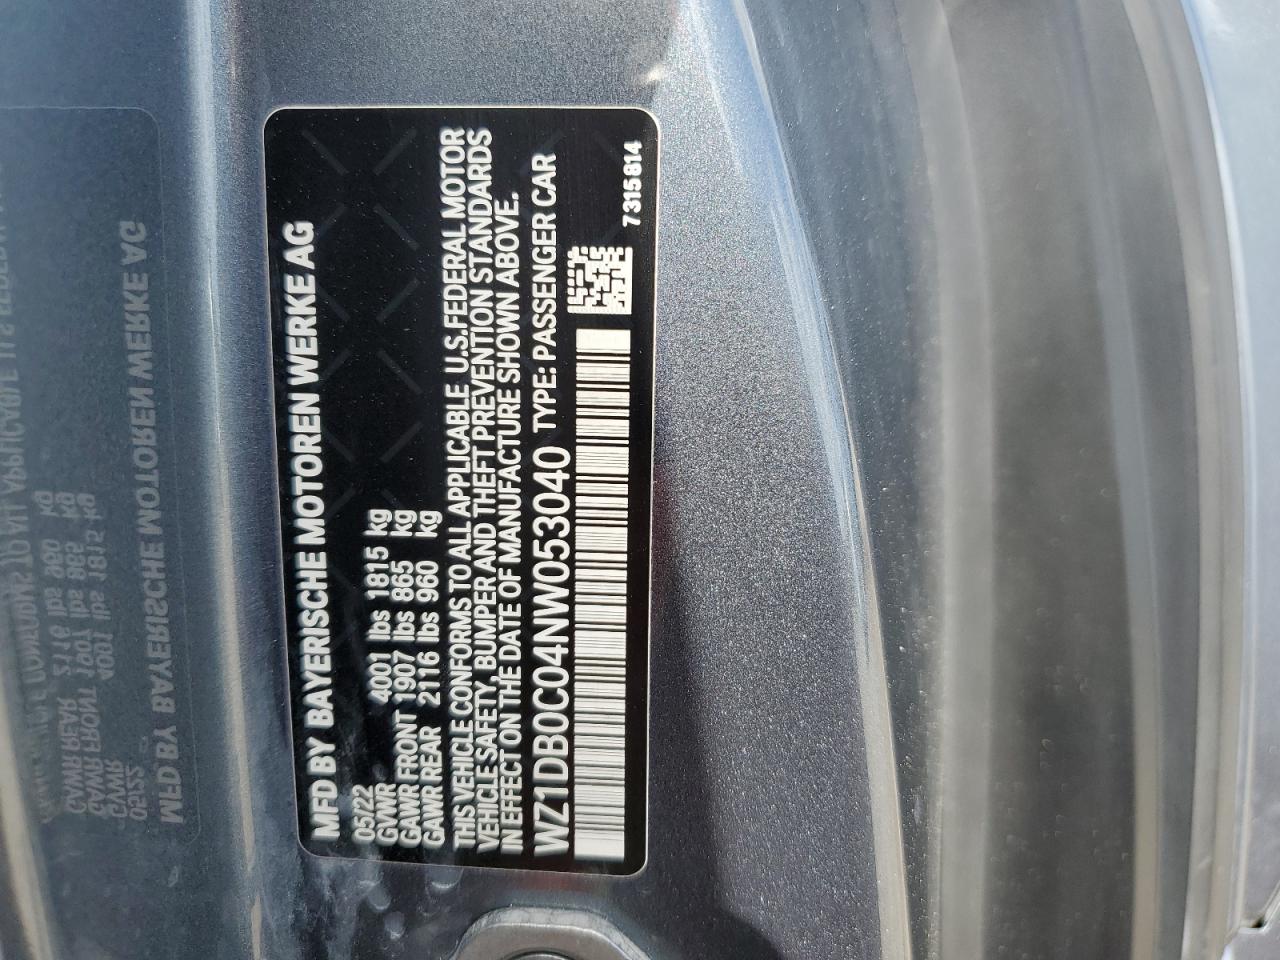 MFD BY BAYERISCHE MOTOREN WERKE AG
05/22
GVWR 4001 lbs 1815 kg
GAWR FRONT 1907 lbs 865 kg
GAWR REAR 2116 lbs 960 kg
THIS VEHICLE CONFORMS TO ALL APPLICABLE U.S.FEDERAL MOTOR
VEHICLE SAFETY, BUMPER AND THEFT PREVENTION STANDARDS
IN EFFECT ON THE DATE OF MANUFACTURE SHOWN ABOVE.
WZ1DB0C04NW053040 TYPE: PASSENGER CAR
7315814